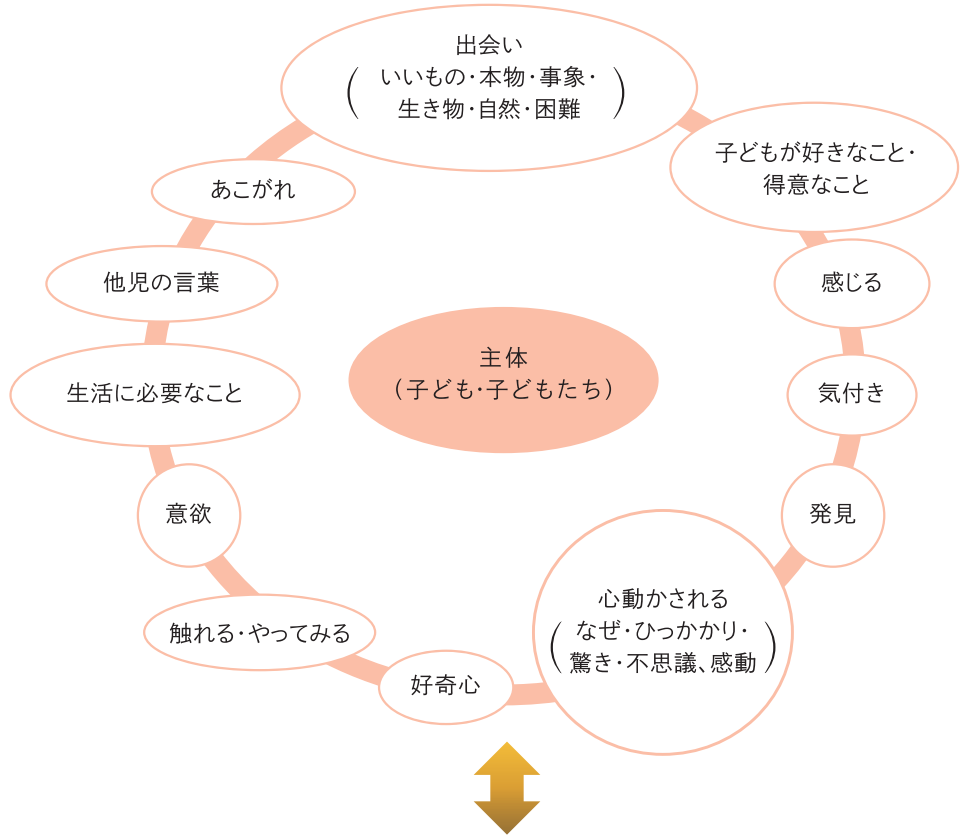 出会い
(いいもの・本物・事象・
生き物・自然・困難)
子どもが好きなこと・
得意なこと
感じる
気付き
発見
心動かされる
(なぜ・ひっかかり・
驚き・不思議、感動)
好奇心
触れる・やってみる
意欲
生活に必要なこと
他児の言葉
あこがれ
主体
(子ども・子どもたち)